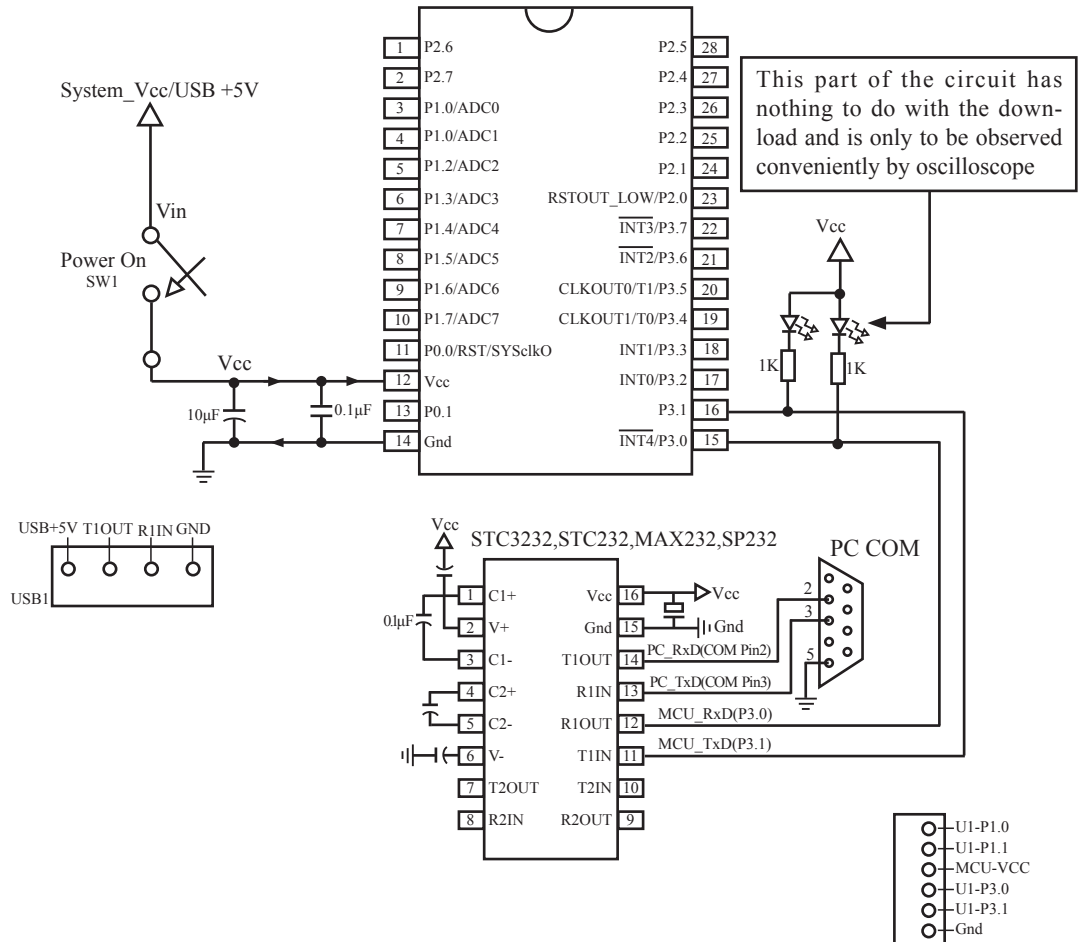 1 P2.6
2 P2.7
3 P1.0/ADC0
4 P1.0/ADC1
5 P1.2/ADC2
6 P1.3/ADC3
7 P1.4/ADC4
8 P1.5/ADC5
9 P1.6/ADC6
10 P1.7/ADC7
11 P0.0/RST/SYSclkO
12 Vcc
13 P0.1
14 Gnd
P2.5 28
P2.4 27
P2.3 26
P2.2 25
P2.1 24
RSTOUT_LOW/P2.0 23
INT3/P3.7 22
INT2/P3.6 21
CLKOUT0/T1/P3.5 20
CLKOUT1/T0/P3.4 19
INT1/P3.3 18
INT0/P3.2 17
P3.1 16
INT4/P3.0 15
System_Vcc/USB +5V
Vin
Power On
SW1
Vcc
10µF
0.1µF
This part of the circuit has
nothing to do with the down-
load and is only to be observed
conveniently by oscilloscope
Vcc
1K
1K
USB+5V T1OUT R1IN GND
USB1
Vcc
STC3232,STC232,MAX232,SP232
0.1µF
1 C1+
2 V+
3 C1-
4 C2+
5 C2-
6 V-
7 T2OUT
8 R2IN
Vcc 16
Gnd 15
T1OUT 14
R1IN 13
R1OUT 12
T1IN 11
T2IN 10
R2OUT 9
Vcc
Gnd
PC_RxD(COM Pin2)
PC_TxD(COM Pin3)
MCU_RxD(P3.0)
MCU_TxD(P3.1)
PC COM
2
3
5
U1-P1.0
U1-P1.1
MCU-VCC
U1-P3.0
U1-P3.1
Gnd